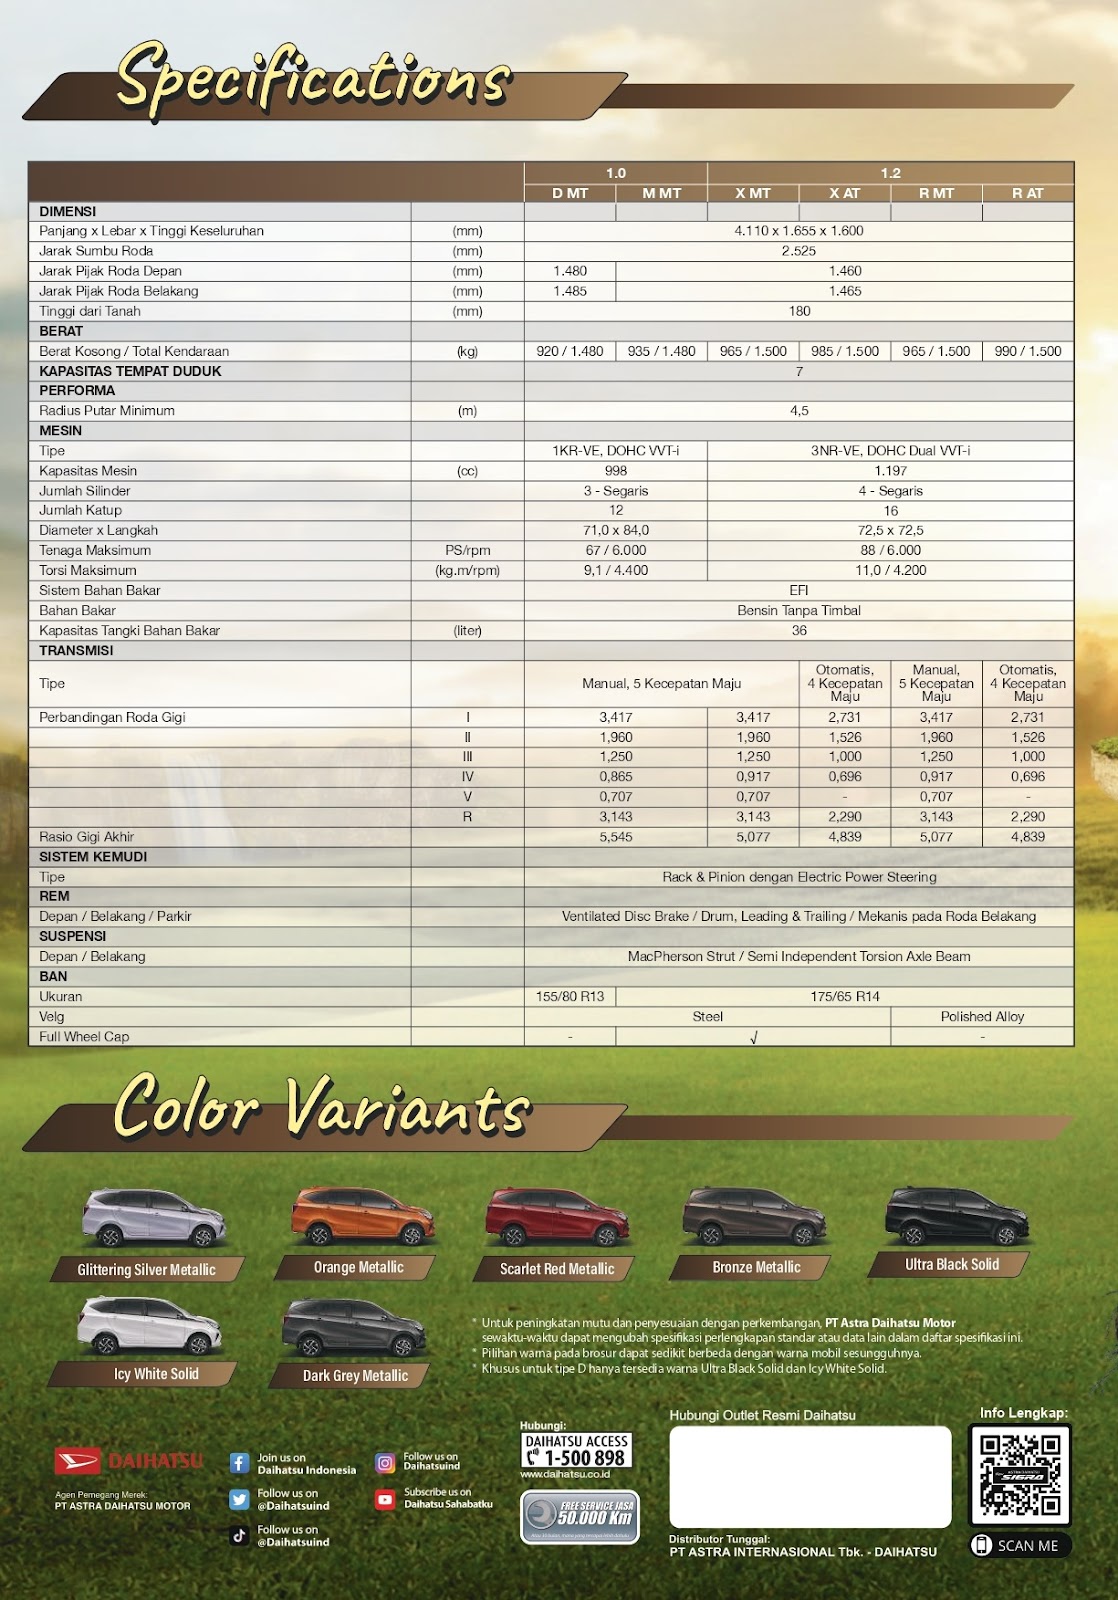 Specifications
1.0 1.2
D MT M MT X MT X AT R MT R AT
DIMENSI
Panjang x Lebar x Tinggi Keseluruhan (mm) 4.110 x 1.655 x 1.600
Jarak Sumbu Roda (mm) 2.525
Jarak Pijak Roda Depan (mm) 1.480 1.460
Jarak Pijak Roda Belakang (mm) 1.485 1.465
Tinggi dari Tanah (mm) 180
BERAT
Berat Kosong / Total Kendaraan (kg) 920 / 1.480 935 / 1.480 965 / 1.500 985 / 1.500 965 / 1.500 990 / 1.500
KAPASITAS TEMPAT DUDUK 7
PERFORMA
Radius Putar Minimum (m) 4,5
MESIN
Tipe 1KR-VE, DOHC VVT-i 3NR-VE, DOHC Dual VVT-i
Kapasitas Mesin (cc) 998 1.197
Jumlah Silinder 3 - Segaris 4 - Segaris
Jumlah Katup 12 16
Diameter x Langkah 71,0 x 84,0 72,5 x 72,5
Tenaga Maksimum PS/rpm 67 / 6.000 88 / 6.000
Torsi Maksimum (kg.m/rpm) 9,1 / 4.400 11,0 / 4.200
Sistem Bahan Bakar EFI
Bahan Bakar Bensin Tanpa Timbal
Kapasitas Tangki Bahan Bakar (liter) 36
TRANSMISI
Tipe Manual, 5 Kecepatan Maju Otomatis, 4 Kecepatan Maju Manual, 5 Kecepatan Maju Otomatis, 4 Kecepatan Maju
Perbandingan Roda Gigi I 3,417 3,417 2,731 3,417 2,731
II 1,960 1,960 1,526 1,960 1,526
III 1,250 1,250 1,000 1,250 1,000
IV 0,865 0,917 0,696 0,917 0,696
V 0,707 0,707 - 0,707 -
R 3,143 3,143 2,290 3,143 2,290
Rasio Gigi Akhir 5,545 5,077 4,839 5,077 4,839
SISTEM KEMUDI
Tipe Rack & Pinion dengan Electric Power Steering
REM
Depan / Belakang / Parkir Ventilated Disc Brake / Drum, Leading & Trailing / Mekanis pada Roda Belakang
SUSPENSI
Depan / Belakang MacPherson Strut / Semi Independent Torsion Axle Beam
BAN
Ukuran 155/80 R13 175/65 R14
Velg Steel Polished Alloy
Full Wheel Cap - √ -
Color Variants
Glittering Silver Metallic
Orange Metallic
Scarlet Red Metallic
Bronze Metallic
Ultra Black Solid
Icy White Solid
Dark Grey Metallic
* Untuk peningkatan mutu dan penyesuaian dengan perkembangan, PT Astra Daihatsu Motor
sewaktu-waktu dapat mengubah spesifikasi perlengkapan standar atau data lain dalam daftar spesifikasi ini.
* Pilihan warna pada brosur dapat sedikit berbeda dengan warna mobil sesungguhnya.
* Khusus untuk tipe D hanya tersedia warna Ultra Black Solid dan Icy White Solid.
DAIHATSU
Agen Pemegang Merek:
PT ASTRA DAIHATSU MOTOR
Join us on
Daihatsu Indonesia
Follow us on
@Daihatsuind
Follow us on
@Daihatsuind
Follow us on
Daihatsuind
Subscribe us on
Daihatsu Sahabatku
Hubungi:
DAIHATSU ACCESS
1-500 898
www.daihatsu.co.id
FREE SERVICE JASA
50.000 Km
Hubungi Outlet Resmi Daihatsu
Distributor Tunggal:
PT ASTRA INTERNASIONAL Tbk. - DAIHATSU
Info Lengkap:
SIGRA
SCAN ME